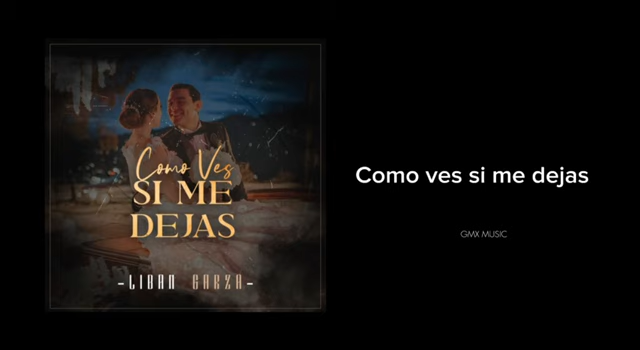 Como Ves
SI ME
DEJAS
-LIBAN GARZA-
Como ves si me dejas
GMX MUSIC